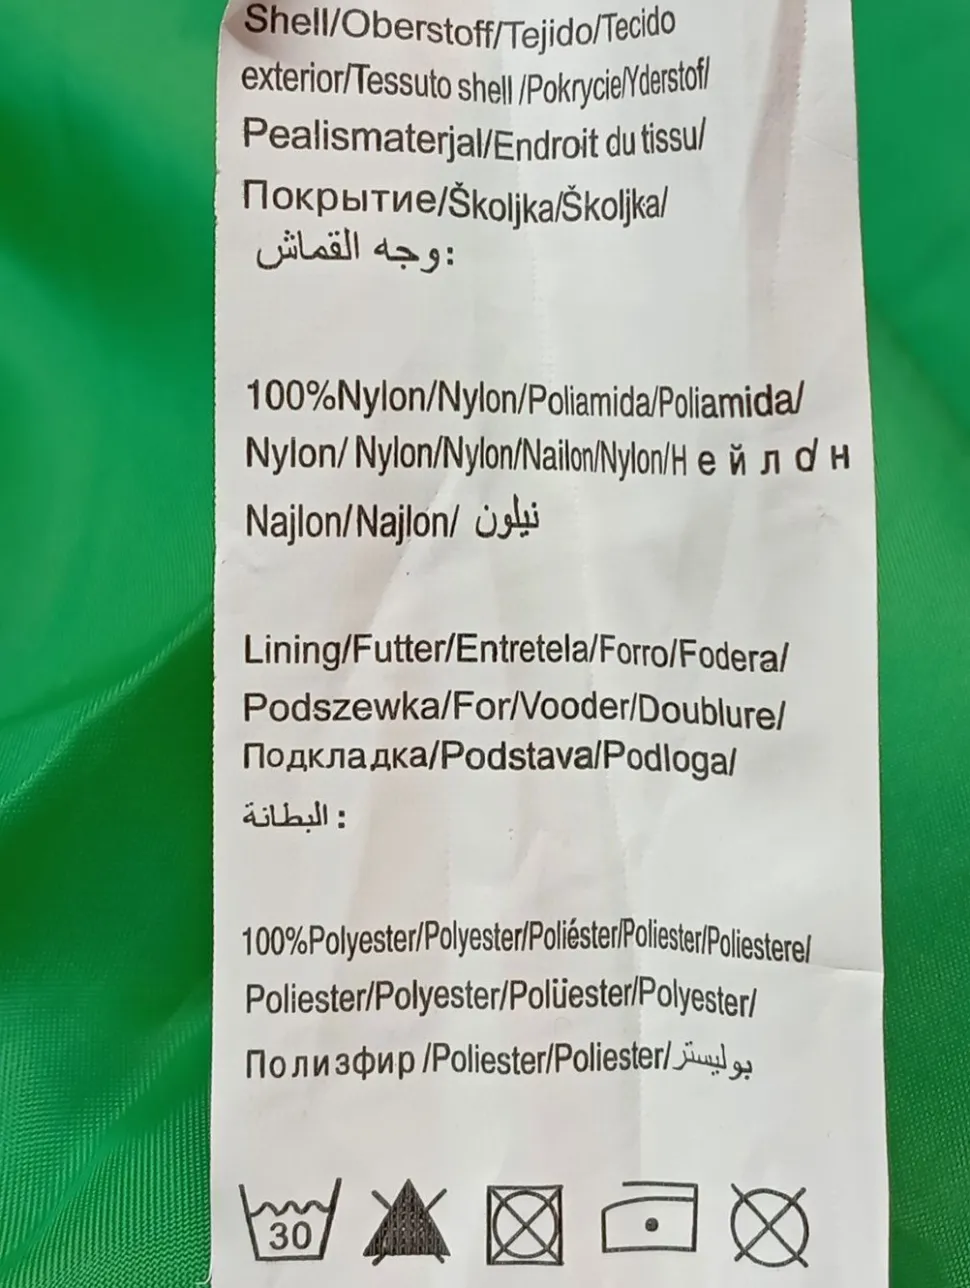 Shell/Oberstoff/Tejido/Tecido
exterior/Tessuto shell /Pokrycie/Yderstof/
Pealismaterjal/Endroit du tissu/
Покрытие/Školjka/Školjka/
وجه القماش:
100%Nylon/Nylon/Poliamida/Poliamida/
Nylon/ Nylon/Nylon/Nailon/Nylon/Нейлон
Najlon/Najlon/ نيلون
Lining/Futter/Entretela/Forro/Fodera/
Podszewka/For/Vooder/Doublure/
Подкладка/Podstava/Podloga/
البطانة :
100%Polyester/Polyester/Poliéster/Poliester/Poliestere/
Poliester/Polyester/Polüester/Polyester/
Полизфир /Poliester/Poliester/بوليستر
30